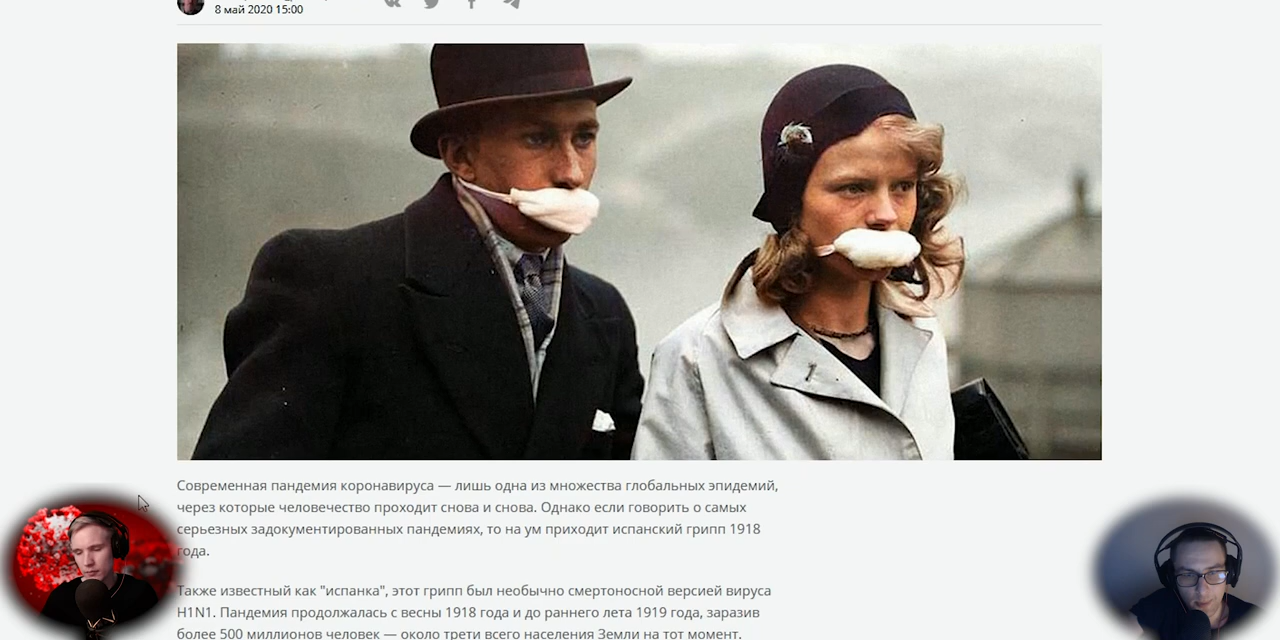 8 май 2020 15:00
Современная пандемия коронавируса — лишь одна из множества глобальных эпидемий,
через которые человечество проходит снова и снова. Однако если говорить о самых
серьезных задокументированных пандемиях, то на ум приходит испанский грипп 1918
года.
Также известный как "испанка", этот грипп был необычно смертоносной версией вируса
H1N1. Пандемия продолжалась с весны 1918 года и до раннего лета 1919 года, заразив
более 500 миллионов человек — около трети всего населения Земли на тот момент.